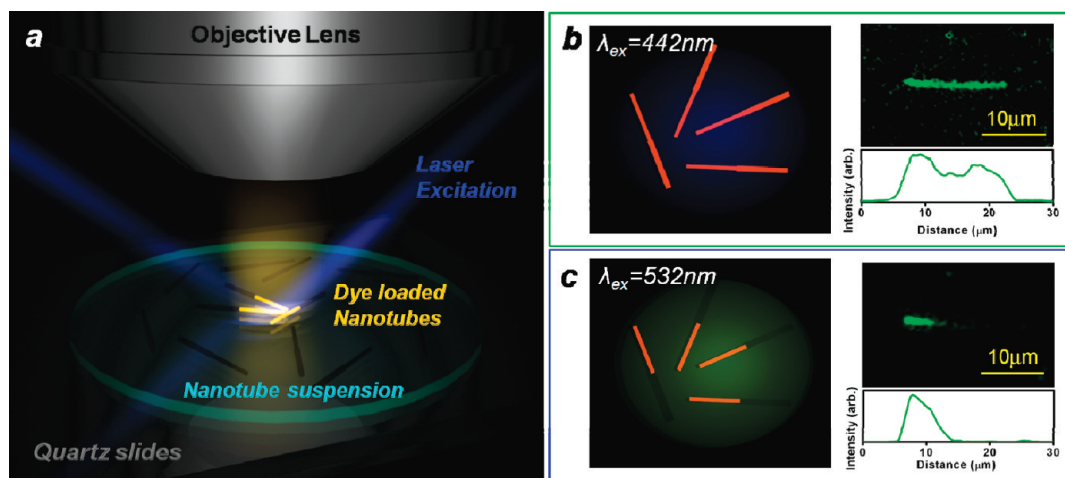 a
Objective Lens
Laser
Excitation
Dye loaded
Nanotubes
Nanotube suspension
Quartz slides
b
λex=442nm
10μm
Intensity (arb.)
0 10 20 30
Distance (μm)
c
λex=532nm
10μm
Intensity (arb.)
0 10 20 30
Distance (μm)